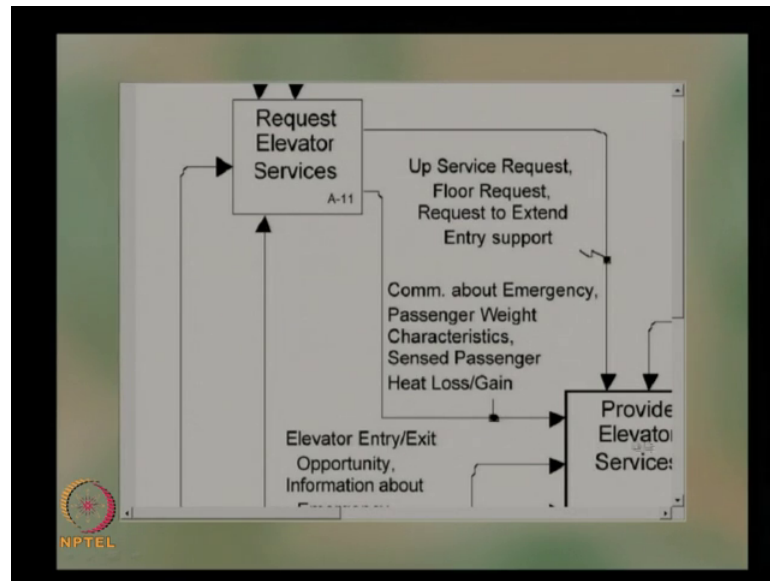 Request
Elevator
Services
A-11
Up Service Request,
Floor Request,
Request to Extend
Entry support
Comm. about Emergency,
Passenger Weight
Characteristics,
Sensed Passenger
Heat Loss/Gain
Provide
Elevator
Services
Elevator Entry/Exit
Opportunity,
Information about
Emergency
NPTEL